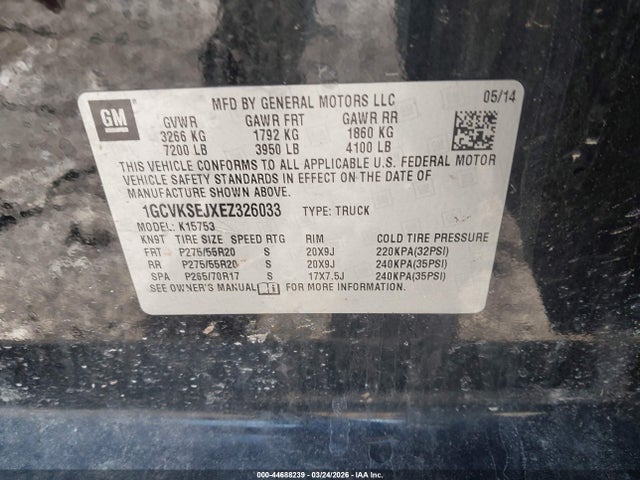 GM
MFD BY GENERAL MOTORS LLC 05/14
GVWR GAWR FRT GAWR RR
3266 KG 1792 KG 1860 KG
7200 LB 3950 LB 4100 LB
THIS VEHICLE CONFORMS TO ALL APPLICABLE U.S. FEDERAL MOTOR
VEHICLE SAFETY STANDARDS IN EFFECT ON THE DATE OF
MANUFACTURE SHOWN ABOVE.
1GCVKSEJXEZ326033 TYPE: TRUCK
MODEL: K15753
KN9T TIRE SIZE SPEED RTG RIM COLD TIRE PRESSURE
FRT P275/55R20 S 20X9J 220KPA(32PSI)
RR P275/55R20 S 20X9J 240KPA(35PSI)
SPA P265/70R17 S 17X7.5J 240KPA(35PSI)
SEE OWNER'S MANUAL FOR MORE INFORMATION.
000-44688239 - 03/24/2026 - IAA Inc.